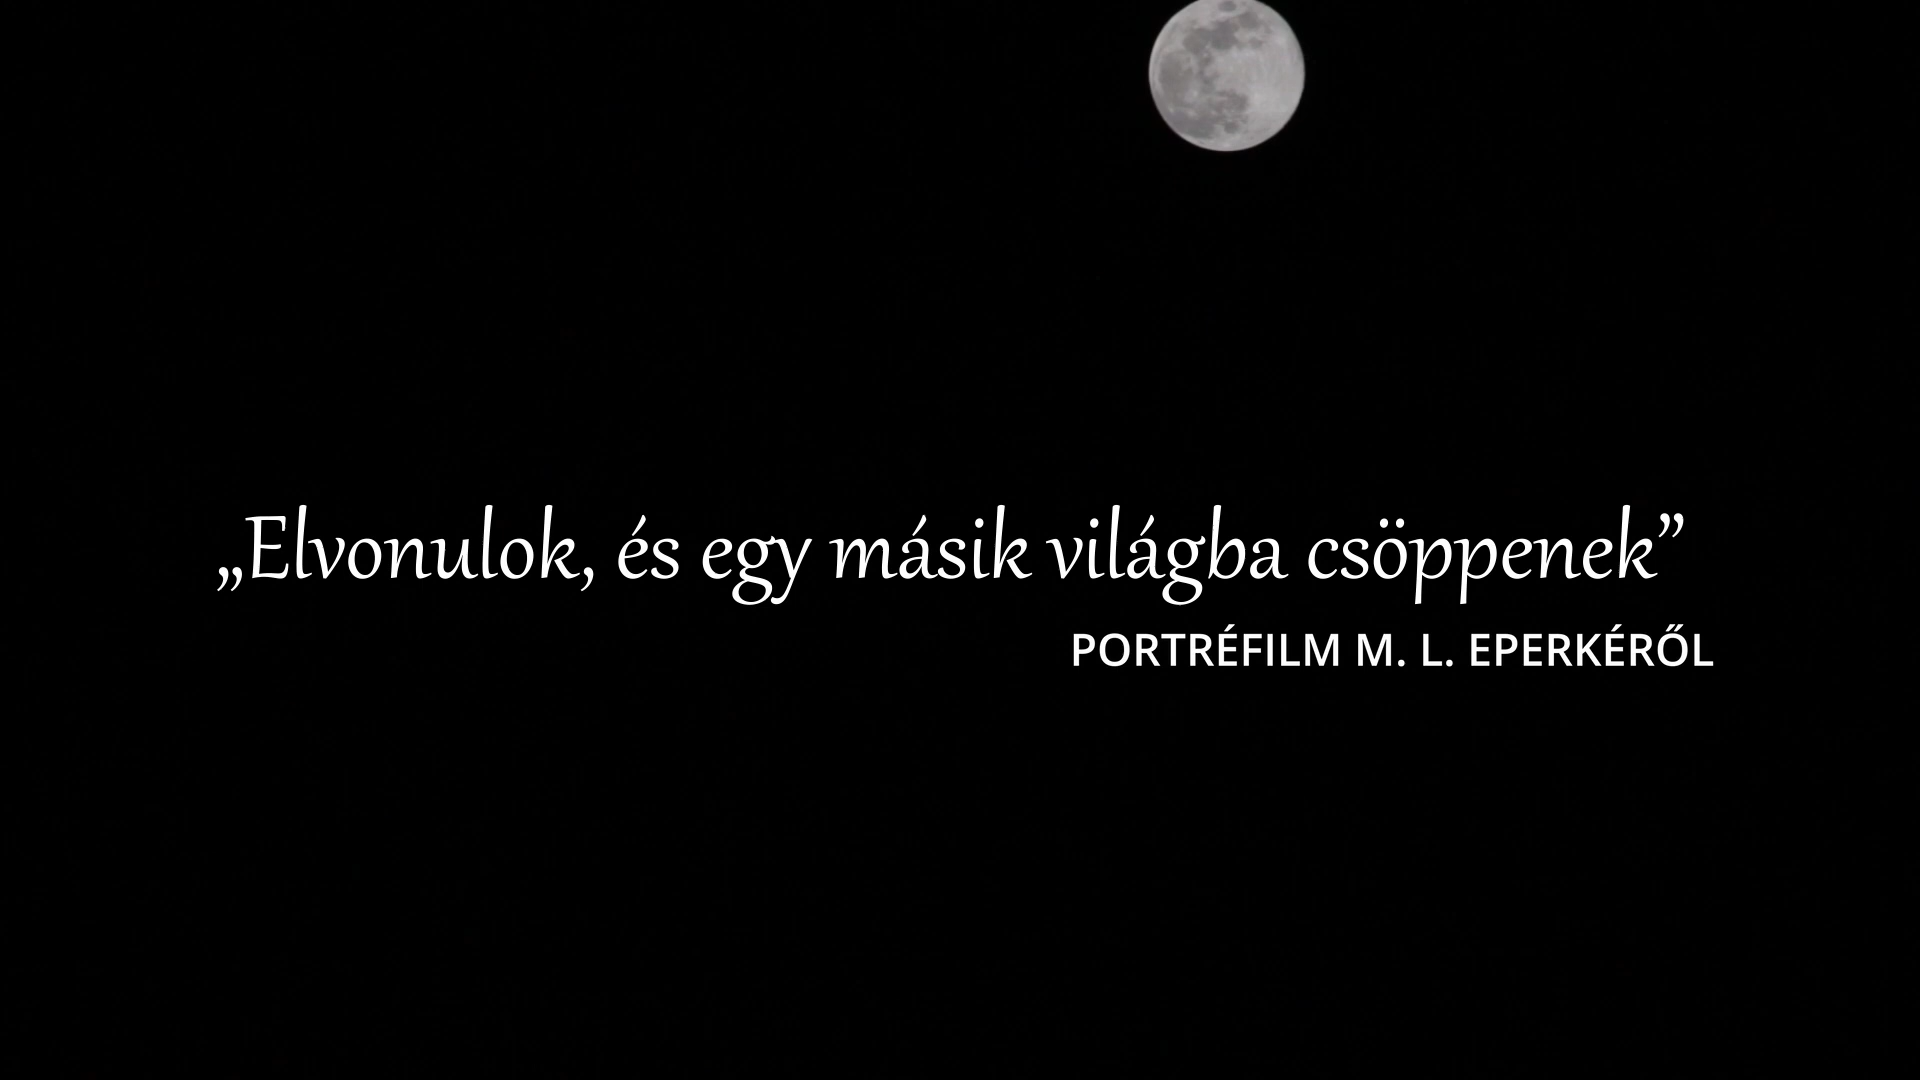 „Elvonulok, és egy másik világba csöppenek”
PORTRÉFILM M. L. EPERKÉRŐL